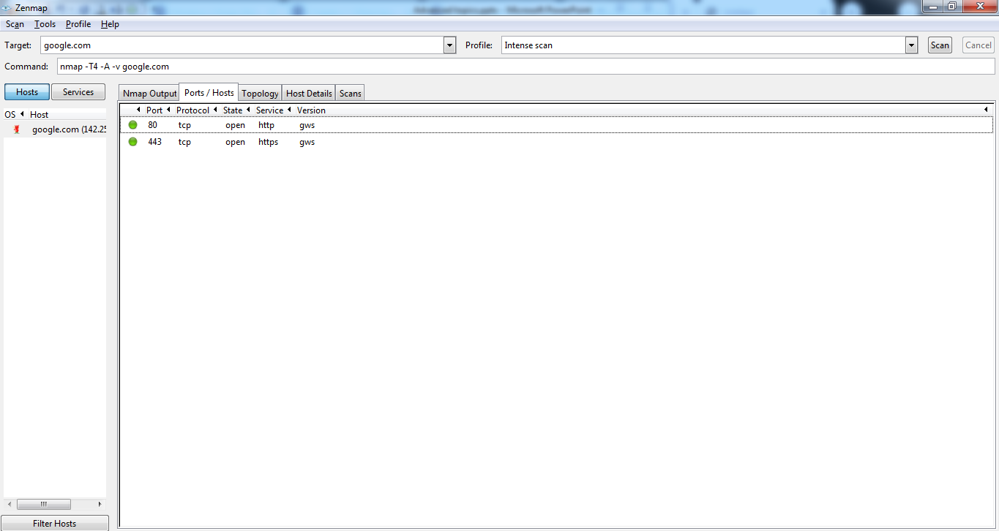 Zenmap
Scan Tools Profile Help
Target: google.com Profile: Intense scan Scan Cancel
Command: nmap -T4 -A -v google.com
Hosts Services Nmap Output Ports / Hosts Topology Host Details Scans
OS Host Port Protocol State Service Version
google.com (142.25 80 tcp open http gws
443 tcp open https gws
Filter Hosts